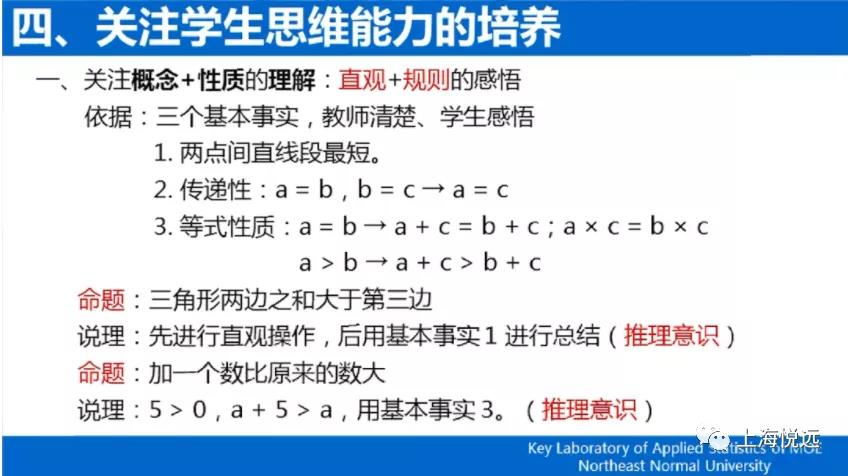 四、关注学生思维能力的培养
一、关注概念+性质的理解：直观+规则的感悟
依据：三个基本事实，教师清楚、学生感悟
1. 两点间直线段最短。
2. 传递性：a = b , b = c → a = c
3. 等式性质：a = b → a + c = b + c ; a × c = b × c
a > b → a + c > b + c
命题：三角形两边之和大于第三边
说理：先进行直观操作，后用基本事实1 进行总结（推理意识）
命题：加一个数比原来的数大
说理：5 > 0，a + 5 > a，用基本事实3。（推理意识）
上海悦远
Key Laboratory of Applied Statistics of MOE
Northeast Normal University